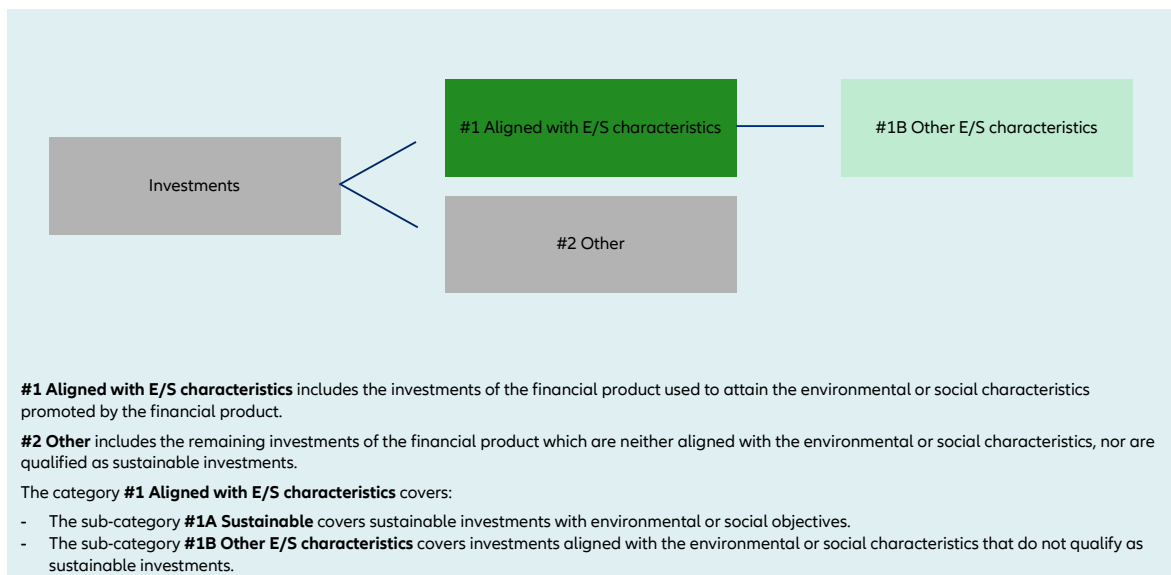 #1 Aligned with E/S characteristics
#1B Other E/S characteristics
Investments
#2 Other
#1 Aligned with E/S characteristics includes the investments of the financial product used to attain the environmental or social characteristics
promoted by the financial product.
#2 Other includes the remaining investments of the financial product which are neither aligned with the environmental or social characteristics, nor are
qualified as sustainable investments.
The category #1 Aligned with E/S characteristics covers:
- The sub-category #1A Sustainable covers sustainable investments with environmental or social objectives.
- The sub-category #1B Other E/S characteristics covers investments aligned with the environmental or social characteristics that do not qualify as
sustainable investments.